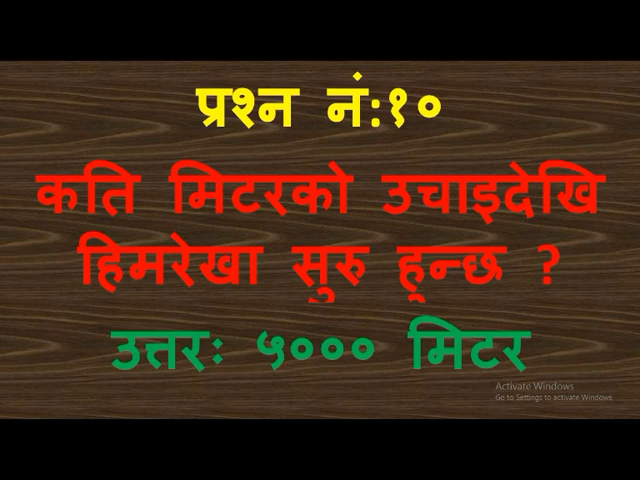 प्रश्न नं:१०
कति मिटरको उचाइदेखि
हिमरेखा सुरु हुन्छ ?
उत्तरः ५००० मिटर
Activate Windows
Go to Settings to activate Windows.